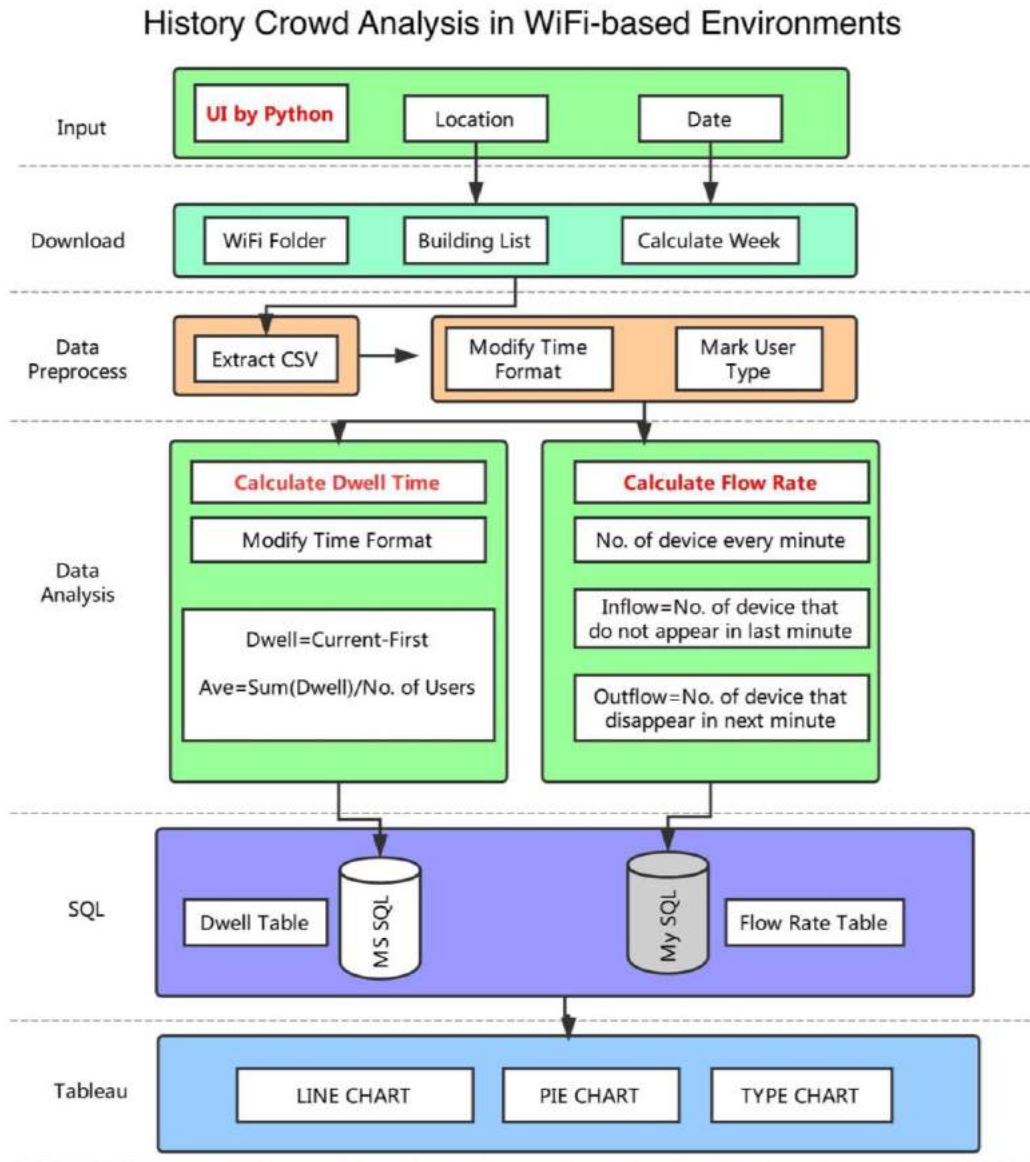 History Crowd Analysis in WiFi-based Environments
Input
UI by Python
Location
Date
Download
WiFi Folder
Building List
Calculate Week
Data
Preprocess
Extract CSV
Modify Time
Format
Mark User
Type
Data
Analysis
Calculate Dwell Time
Modify Time Format
Dwell=Current-First
Ave=Sum(Dwell)/No. of Users
Calculate Flow Rate
No. of device every minute
Inflow=No. of device that
do not appear in last minute
Outflow=No. of device that
disappear in next minute
SQL
Dwell Table
MS SQL
My SQL
Flow Rate Table
Tableau
LINE CHART
PIE CHART
TYPE CHART